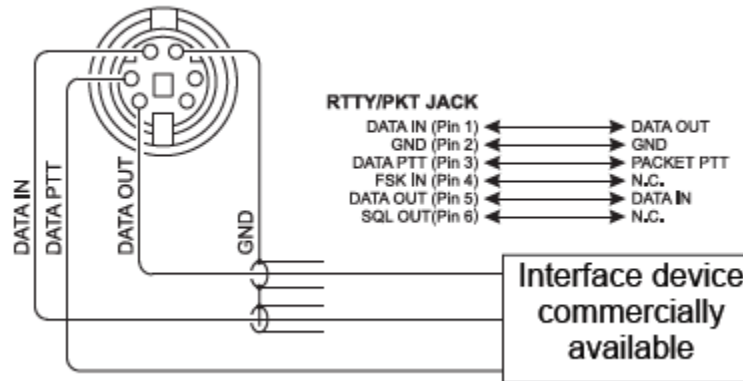 RTTY/PKT JACK
DATA IN (Pin 1) DATA OUT
GND (Pin 2) GND
DATA PTT (Pin 3) PACKET PTT
FSK IN (Pin 4) N.C.
DATA OUT (Pin 5) DATA IN
SQL OUT(Pin 6) N.C.
DATA IN
DATA PTT
DATA OUT
GND
Interface device
commercially
available